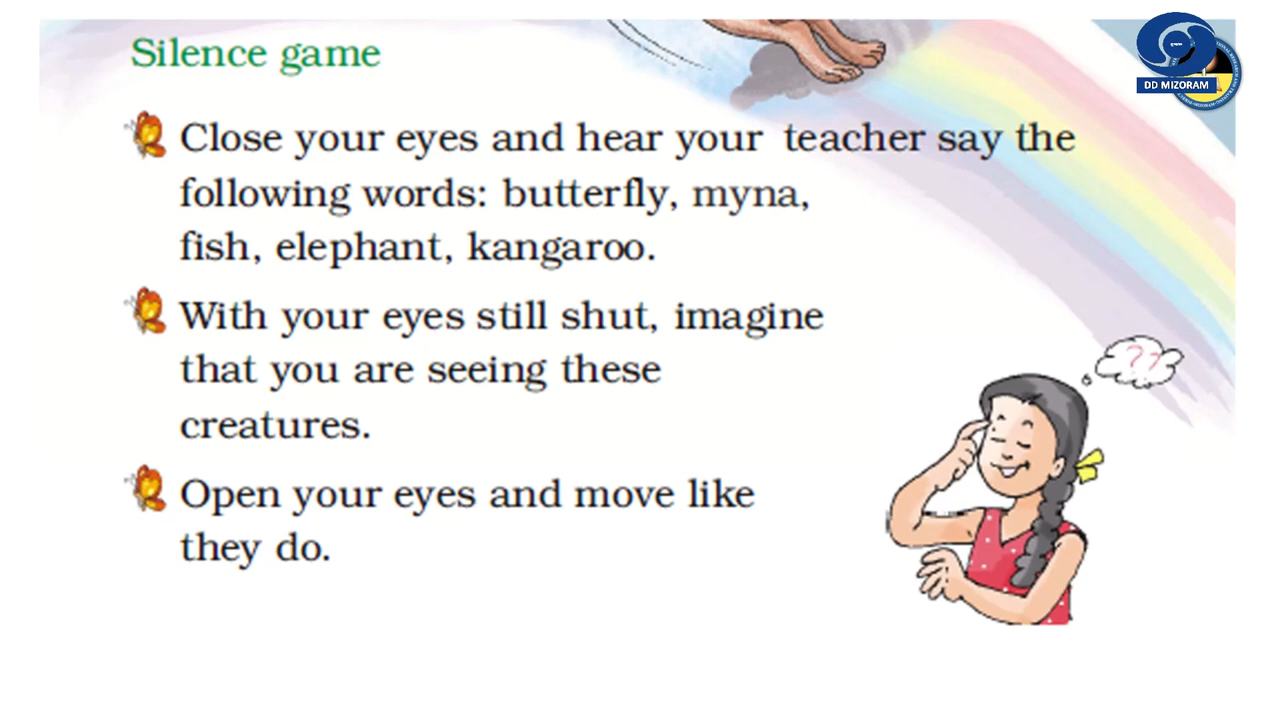 Silence game
Close your eyes and hear your teacher say the
following words: butterfly, myna,
fish, elephant, kangaroo.
With your eyes still shut, imagine
that you are seeing these
creatures.
Open your eyes and move like
they do.
??
DD MIZORAM